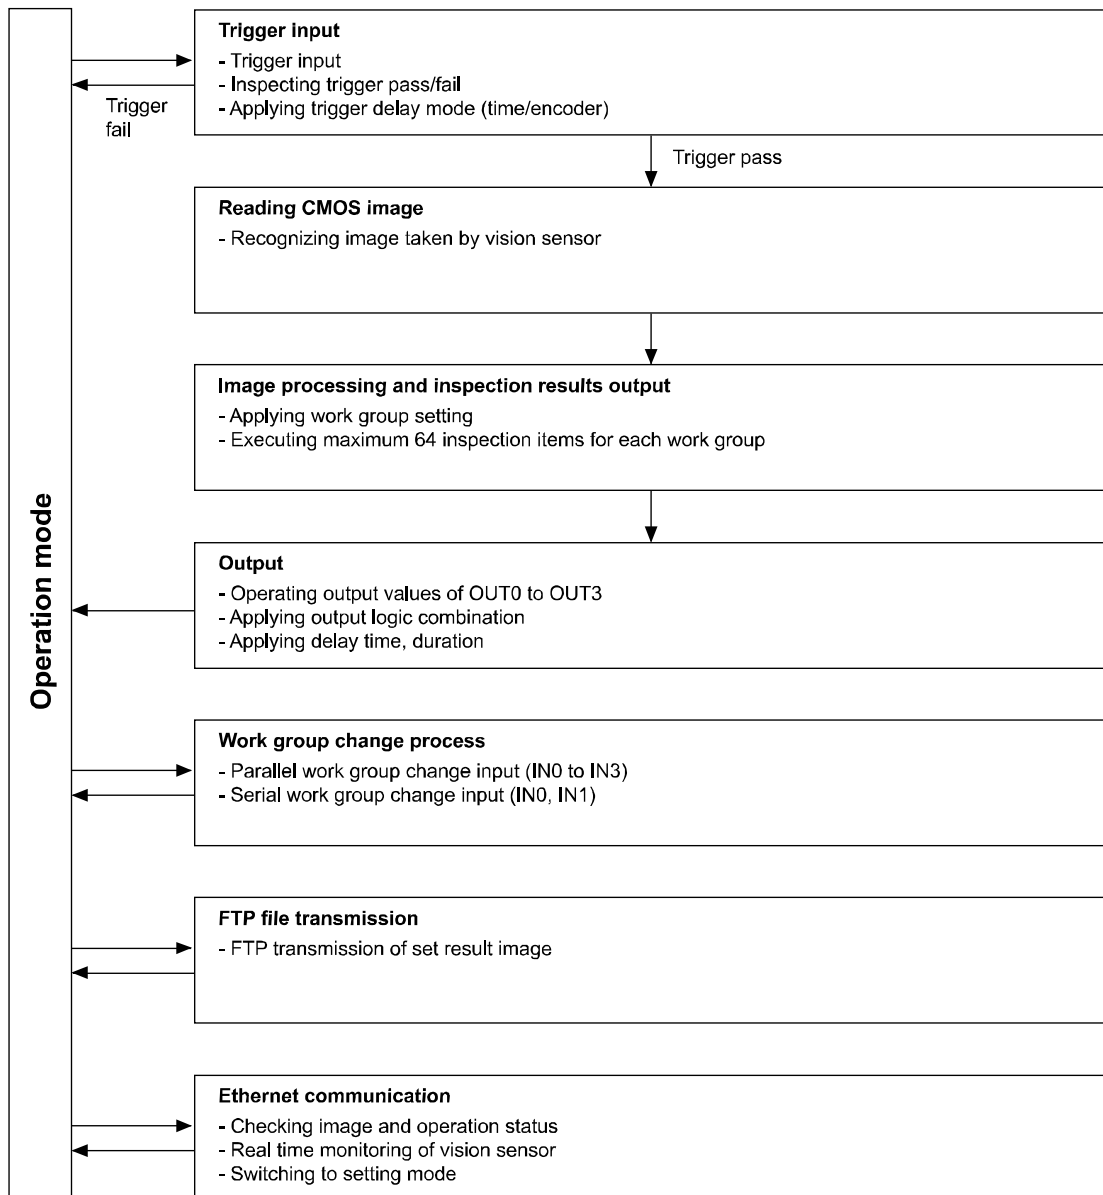 Operation mode
Trigger input
- Trigger input
- Inspecting trigger pass/fail
- Applying trigger delay mode (time/encoder)
Trigger
fail
Trigger pass
Reading CMOS image
- Recognizing image taken by vision sensor
Image processing and inspection results output
- Applying work group setting
- Executing maximum 64 inspection items for each work group
Output
- Operating output values of OUT0 to OUT3
- Applying output logic combination
- Applying delay time, duration
Work group change process
- Parallel work group change input (IN0 to IN3)
- Serial work group change input (IN0, IN1)
FTP file transmission
- FTP transmission of set result image
Ethernet communication
- Checking image and operation status
- Real time monitoring of vision sensor
- Switching to setting mode